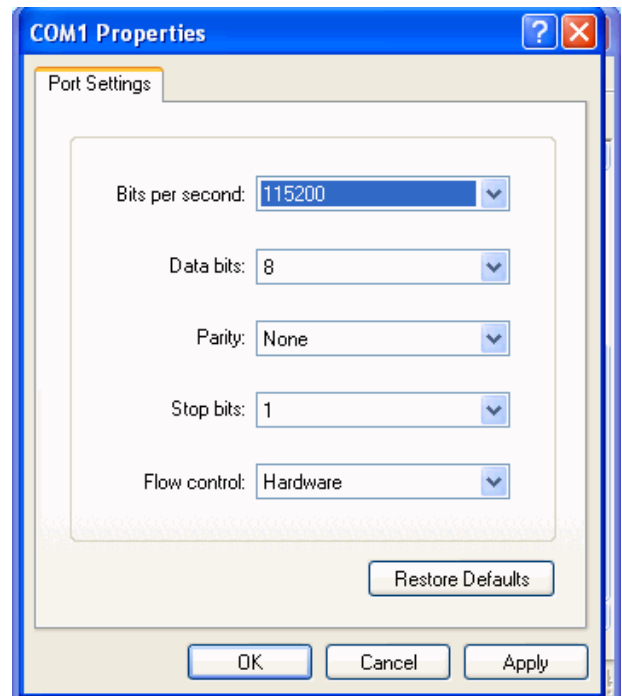 COM1 Properties
Port Settings
Bits per second: 115200
Data bits: 8
Parity: None
Stop bits: 1
Flow control: Hardware
Restore Defaults
OK Cancel Apply